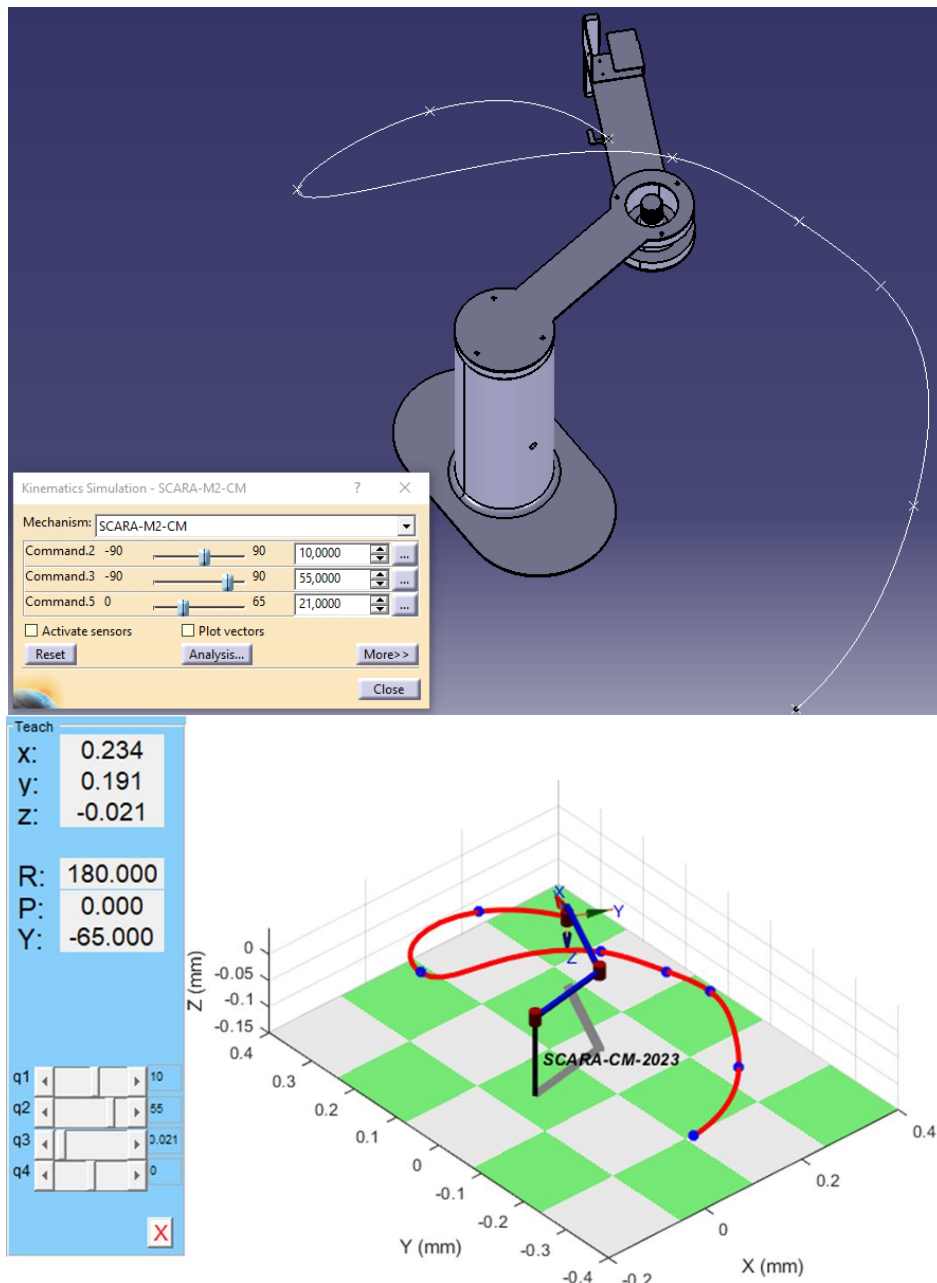 Kinematics Simulation - SCARA-M2-CM ? ×
Mechanism: SCARA-M2-CM
Command.2 -90 90 10,0000 ...
Command.3 -90 90 55,0000 ...
Command.5 0 65 21,0000 ...
Activate sensors Plot vectors
Reset Analysis... More>>
Close
Teach
x: 0.234
y: 0.191
z: -0.021
R: 180.000
P: 0.000
Y: -65.000
q1 10
q2 55
q3 0.021
q4 0
X
X
Y
Z
SCARA-CM-2023
Z (mm)
0
-0.05
-0.1
-0.15
0.4
0.3
0.2
0.1
0
-0.1
-0.2
-0.3
-0.4
Y (mm)
-0.2
0
0.2
0.4
X (mm)